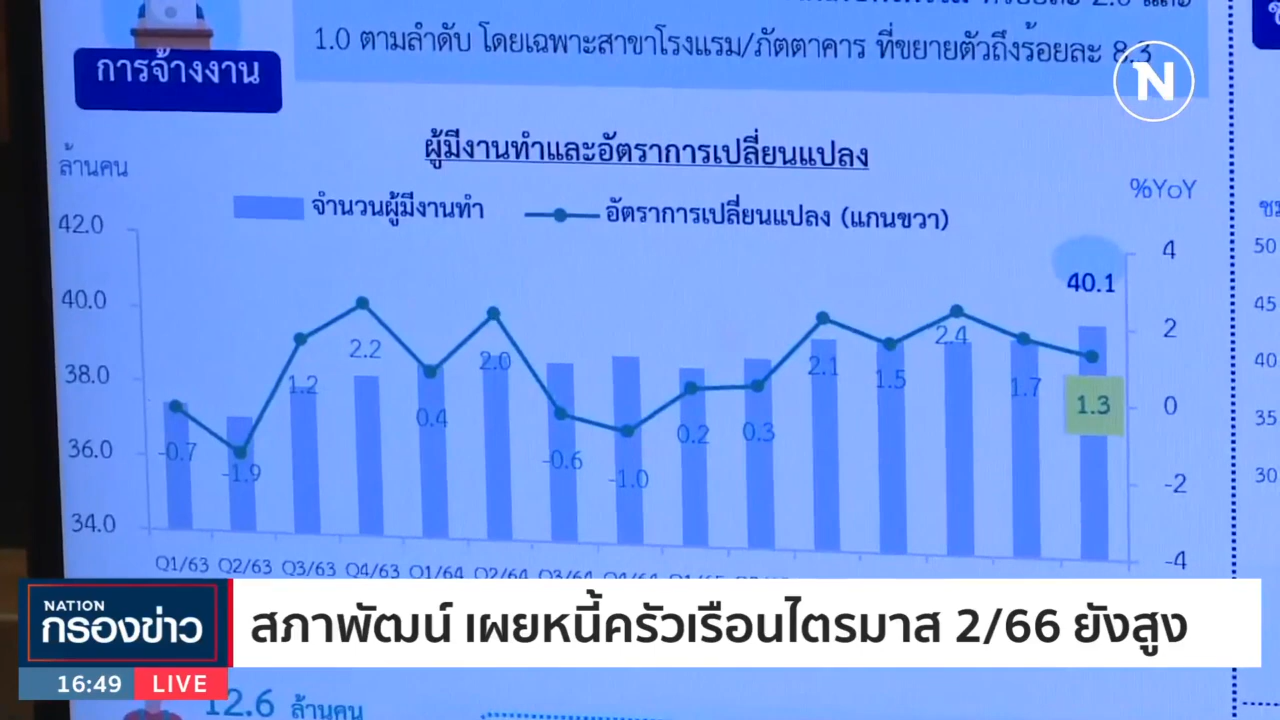 1.0 ตามลำดับ โดยเฉพาะสาขาโรงแรม/ภัตตาคาร ที่ขยายตัวถึงร้อยละ 8.3
N
การจ้างงาน
ผู้มีงานทำและอัตราการเปลี่ยนแปลง
ล้านคน
%YoY
จำนวนผู้มีงานทำ
อัตราการเปลี่ยนแปลง (แกนขวา)
42.0
40.0
38.0
36.0
34.0
4
2
0
-2
-4
40.1
-0.7
-1.9
1.2
2.2
0.4
2.0
-0.6
-1.0
0.2
0.3
2.1
1.5
2.4
1.7
1.3
50
45
40
35
30
Q1/63 Q2/63 Q3/63 Q4/63 Q1/64 Q2/64 Q3/64 Q4/64
NATION
กรองข่าว
สภาพัฒน์ เผยหนี้ครัวเรือนไตรมาส 2/66 ยังสูง
16:49 LIVE
12.6 ล้านคน